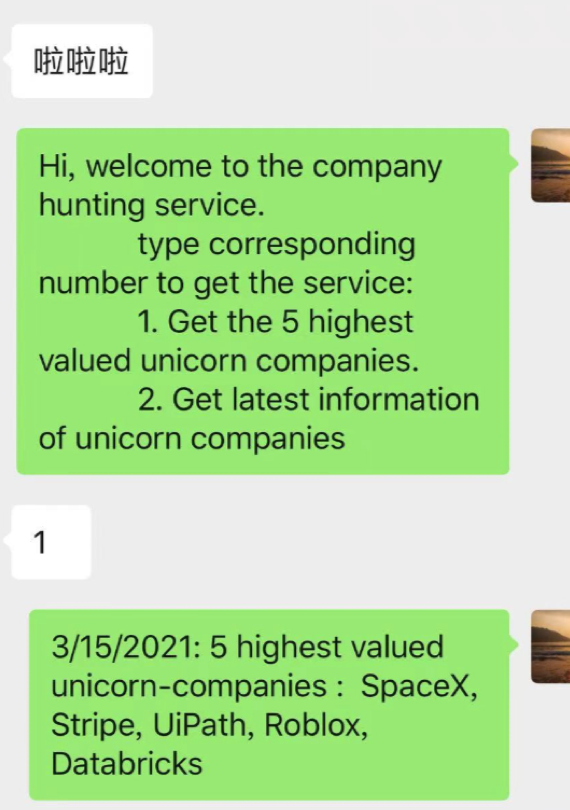 啦啦啦
Hi, welcome to the company
hunting service.
type corresponding
number to get the service:
1. Get the 5 highest
valued unicorn companies.
2. Get latest information
of unicorn companies
1
3/15/2021: 5 highest valued
unicorn-companies :  SpaceX,
Stripe, UiPath, Roblox,
Databricks